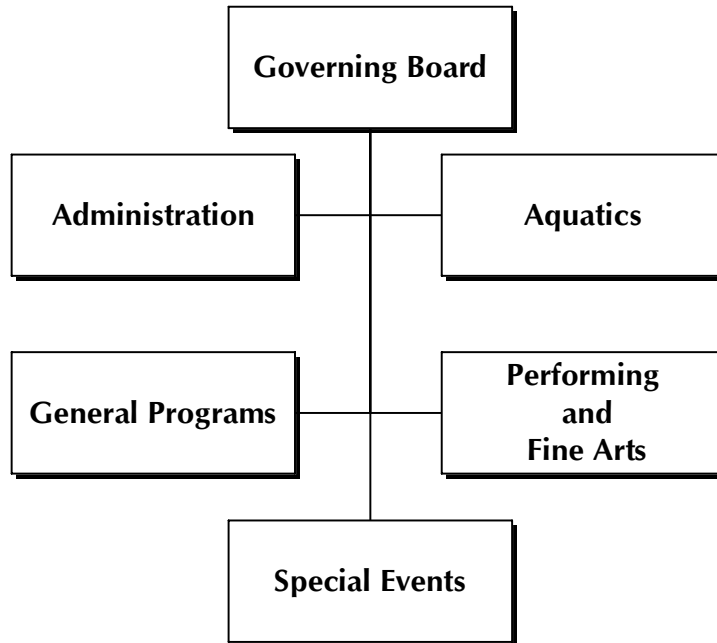 Governing Board
Administration
Aquatics
General Programs
Performing
and
Fine Arts
Special Events